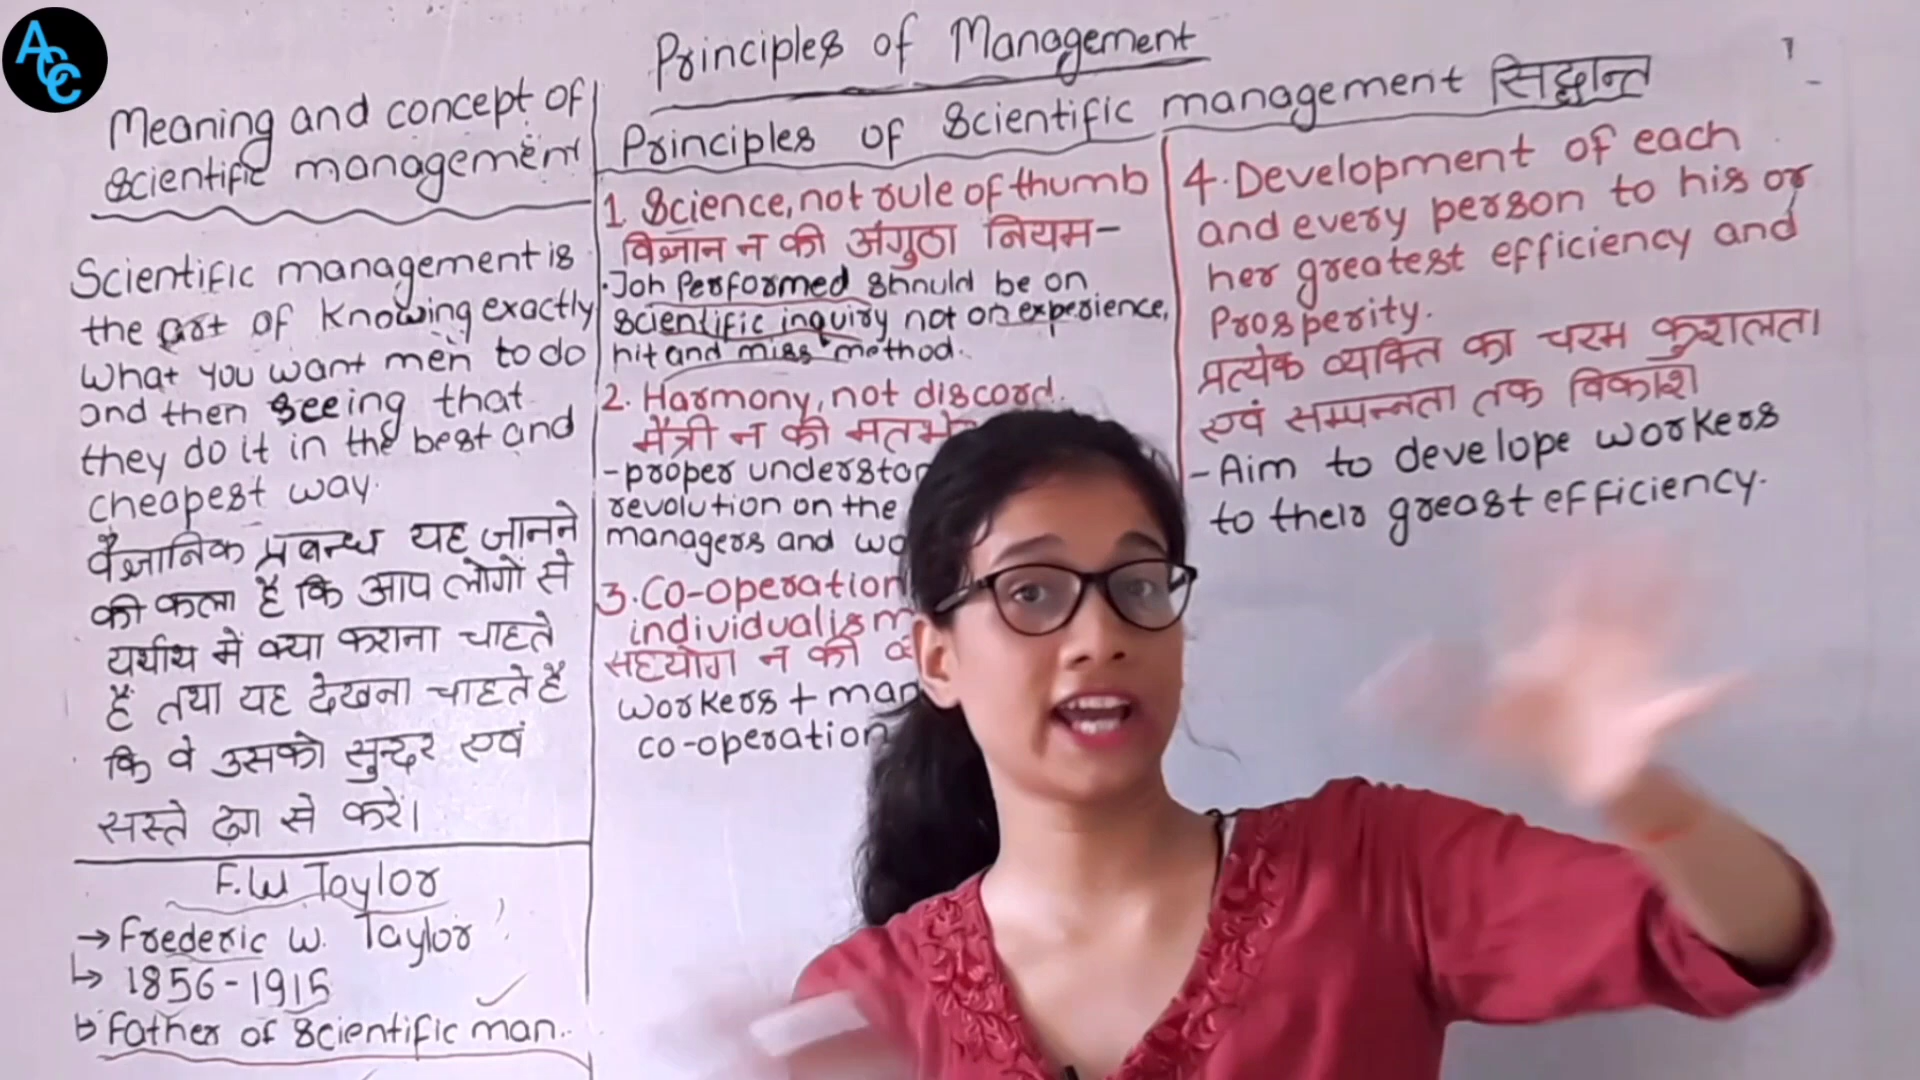 ACC
Principles of Management
Meaning and concept of
scientific management
Scientific management is
the art of Knowing exactly
what you want men to do
and then seeing that
they do it in the best and
cheapest way.
वैज्ञानिक प्रबन्ध यह जानने
की कला है कि आप लोगों से
यर्थाथ में क्या कराना चाहते
हैं तथा यह देखना चाहते हैं
कि वे उसको सुन्दर एवं
सस्ते ढग से करें।
F.W Taylor
→ Frederic W. Taylor
↳ 1856-1915
↳ Father of Scientific man.
Principles of Scientific management सिद्धान्त
1. Science, not rule of thumb
विज्ञान न की अंगुठा नियम-
·Joh Performed should be on
scientific inquiry not on experience,
hit and miss method.
2. Harmony, not discord.
मैत्री न की
-proper
revolution on the
managers and
3. Co-operation
individualism
सहयोग न की
workers +
co-operation
4. Development of each
and every person to his or
her greatest efficiency and
Prosperity.
प्रत्येक व्यक्ति का चरम कुशलता
एवं सम्पन्नता तक विकाश
-Aim to develope workers
to their greast efficiency.